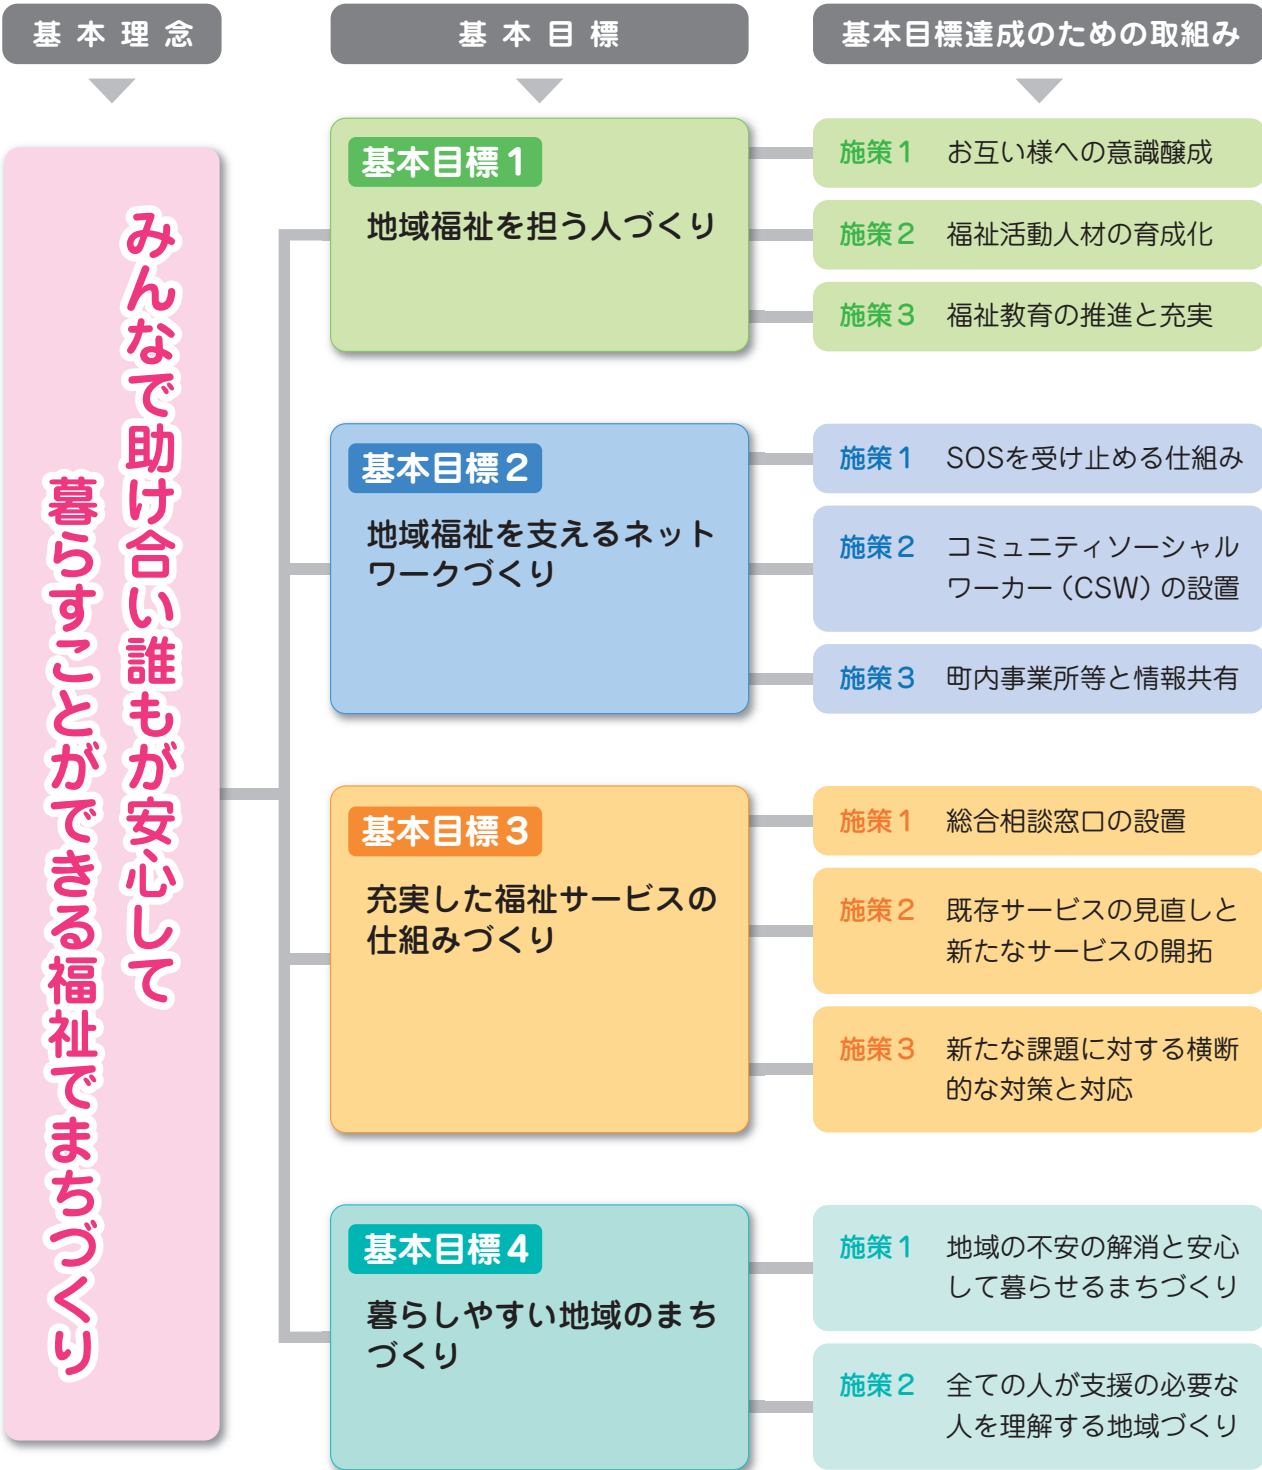 基本理念
基本目標
基本目標達成のための取組み
みんなで助け合い誰もが安心して
暮らすことができる福祉でまちづくり
基本目標1
地域福祉を担う人づくり
施策1 お互い様への意識醸成
施策2 福祉活動人材の育成化
施策3 福祉教育の推進と充実
基本目標2
地域福祉を支えるネット
ワークづくり
施策1 SOSを受け止める仕組み
施策2 コミュニティソーシャル
ワーカー（CSW）の設置
施策3 町内事業所等と情報共有
基本目標3
充実した福祉サービスの
仕組みづくり
施策1 総合相談窓口の設置
施策2 既存サービスの見直しと
新たなサービスの開拓
施策3 新たな課題に対する横断
的な対策と対応
基本目標4
暮らしやすい地域のまち
づくり
施策1 地域の不安の解消と安心
して暮らせるまちづくり
施策2 全ての人が支援の必要な
人を理解する地域づくり